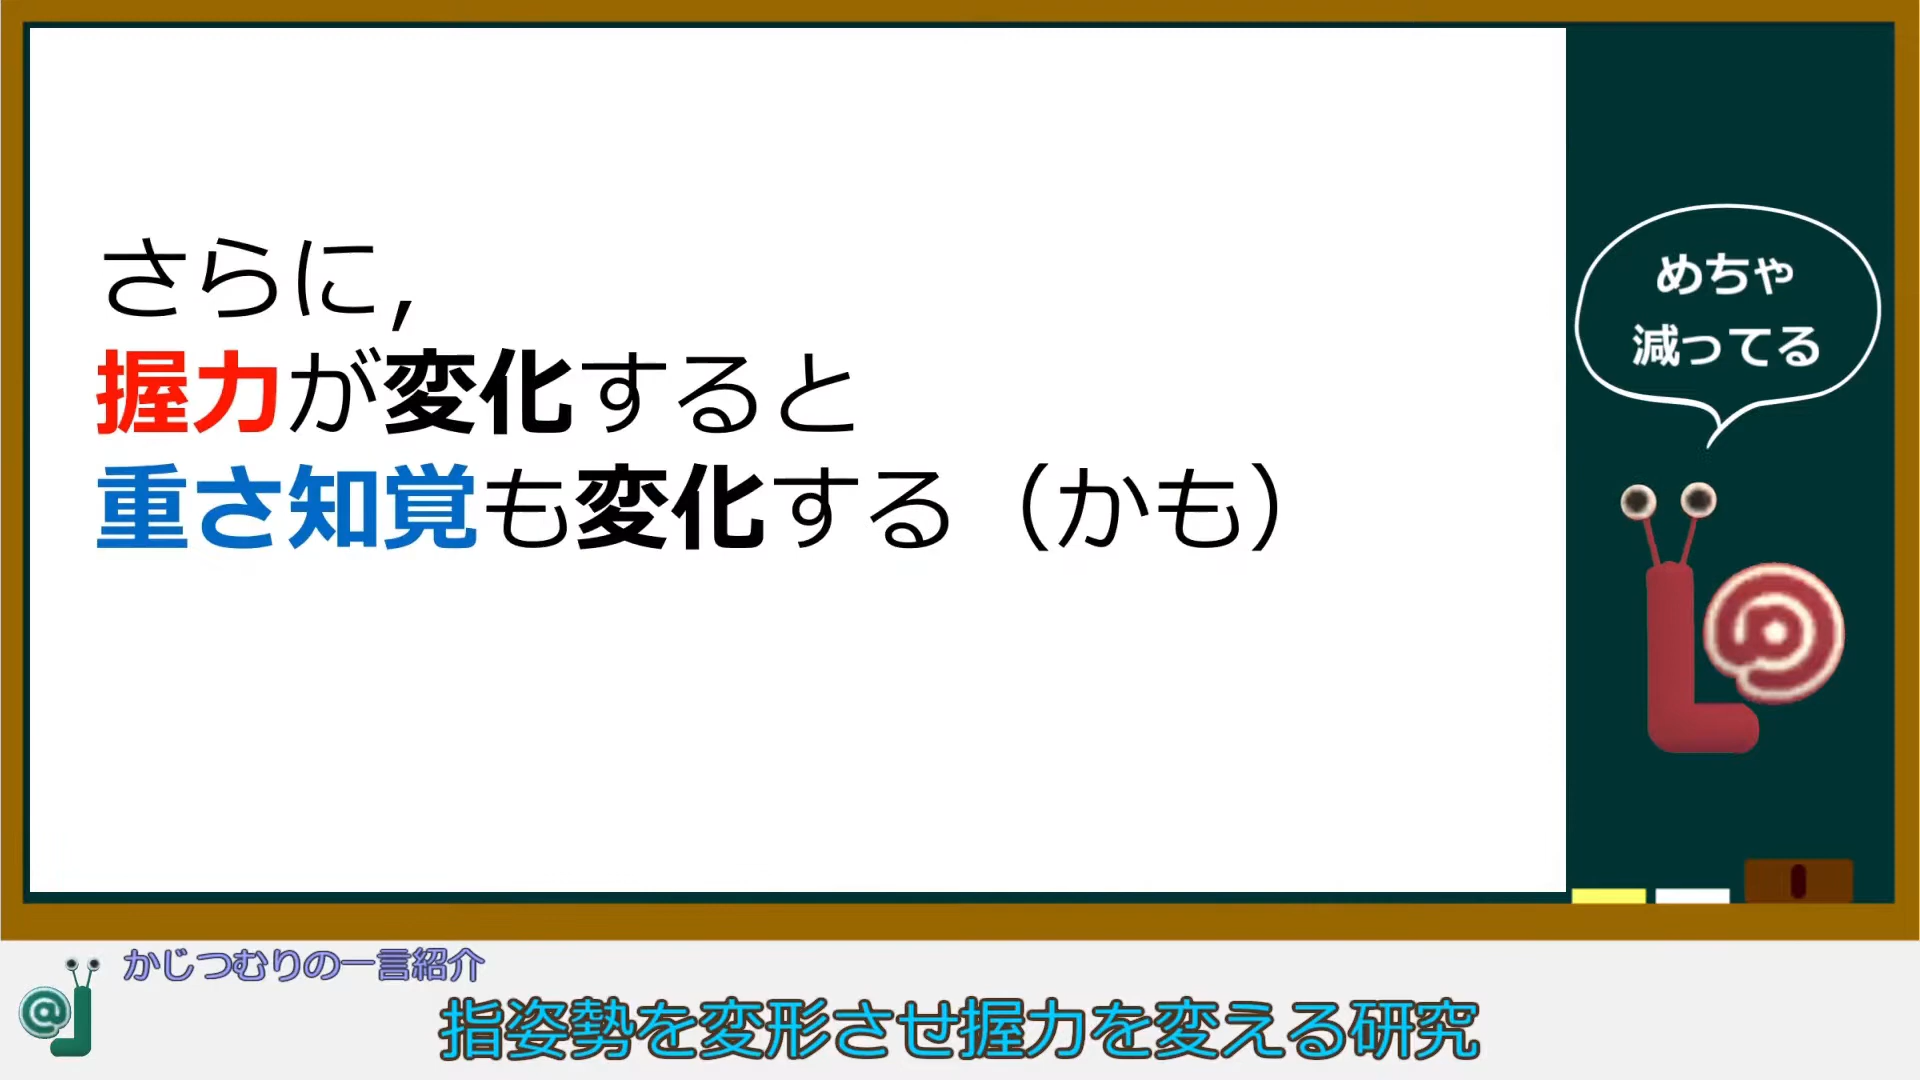 さらに,
握力が変化すると
重さ知覚も変化する（かも）
めちゃ
減ってる
かじつむりの一言紹介
指姿勢を変形させ握力を変える研究